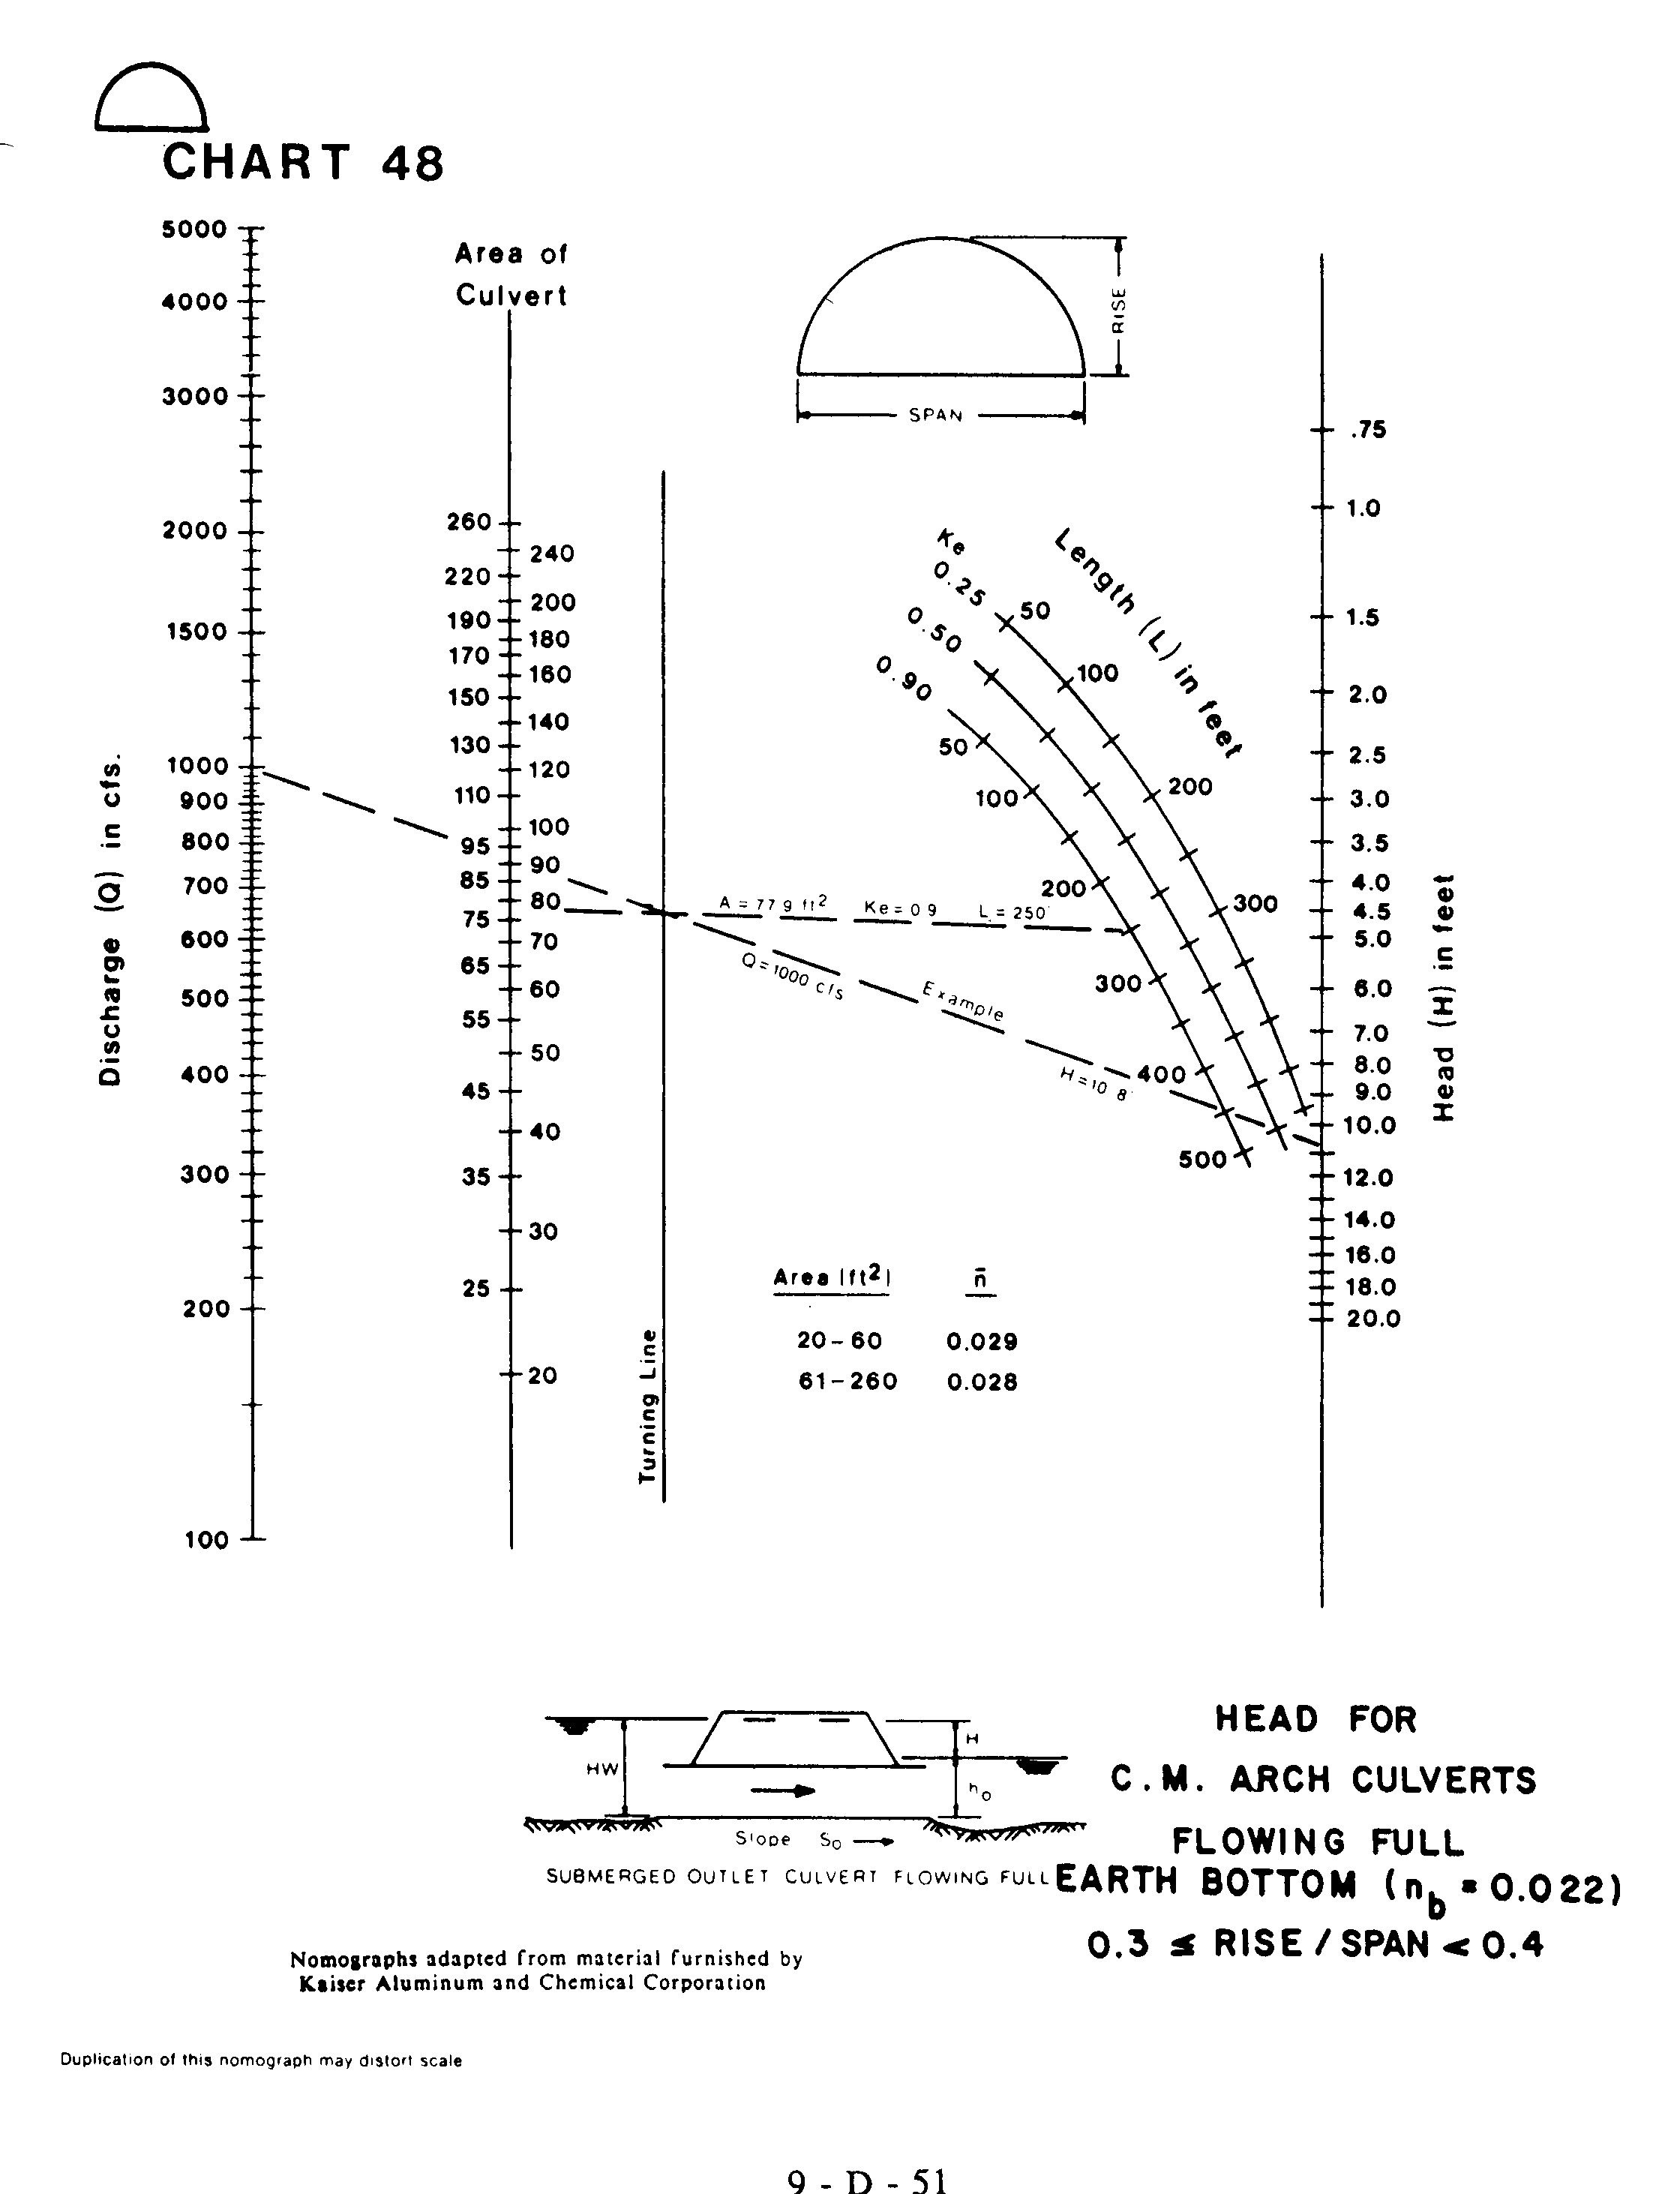 CHART 48
5000
4000
3000
2000
1500
1000
900
800
700
600
500
400
300
200
100
Discharge (Q) in cfs.
Area of
Culvert
260
240
220
200
190
180
170
160
150
140
130
120
110
100
95
90
85
80
75
70
65
60
55
50
45
40
35
30
25
20
Turning Line
RISE
SPAN
Ke
0.25
0.50
0.90
Length (L) in feet
50
100
200
300
50
100
200
300
400
500
A = 77.9 ft2 Ke = 0.9 L = 250'
Q = 1000 cfs
Example
H = 10.8'
.75
1.0
1.5
2.0
2.5
3.0
3.5
4.0
4.5
5.0
6.0
7.0
8.0
9.0
10.0
12.0
14.0
16.0
18.0
20.0
Head (H) in feet
Area (ft2) n̄
20-60 0.029
61-260 0.028
HW
H
ho
Slope So
SUBMERGED OUTLET CULVERT FLOWING FULL
HEAD FOR
C.M. ARCH CULVERTS
FLOWING FULL
EARTH BOTTOM (nb = 0.022)
0.3 ≤ RISE / SPAN < 0.4
Nomographs adapted from material furnished by
Kaiser Aluminum and Chemical Corporation
Duplication of this nomograph may distort scale
9 - D - 51